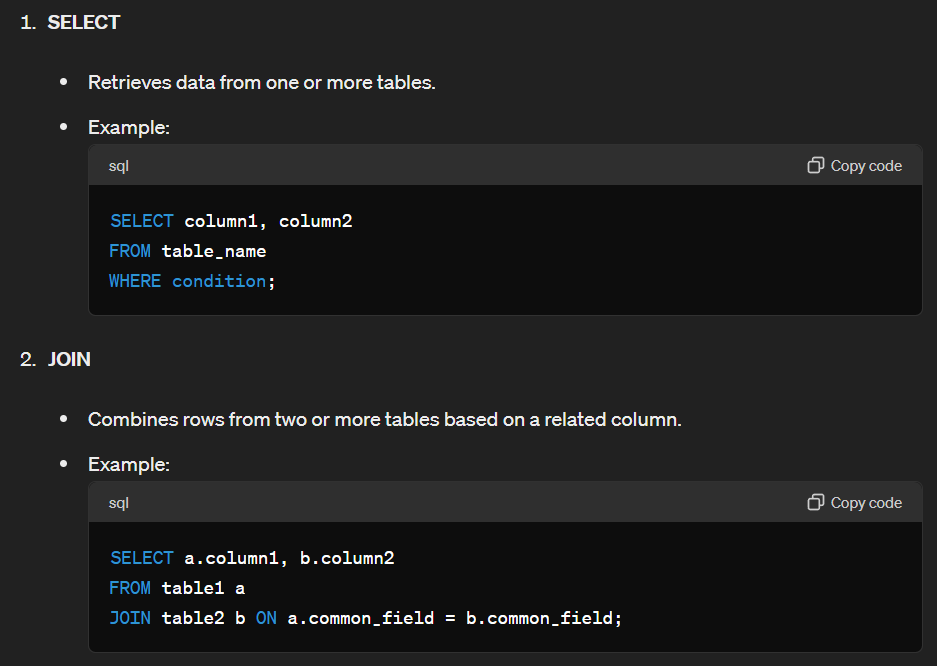 1. SELECT
• Retrieves data from one or more tables.
• Example:
sql Copy code
SELECT column1, column2
FROM table_name
WHERE condition;
2. JOIN
• Combines rows from two or more tables based on a related column.
• Example:
sql Copy code
SELECT a.column1, b.column2
FROM table1 a
JOIN table2 b ON a.common_field = b.common_field;